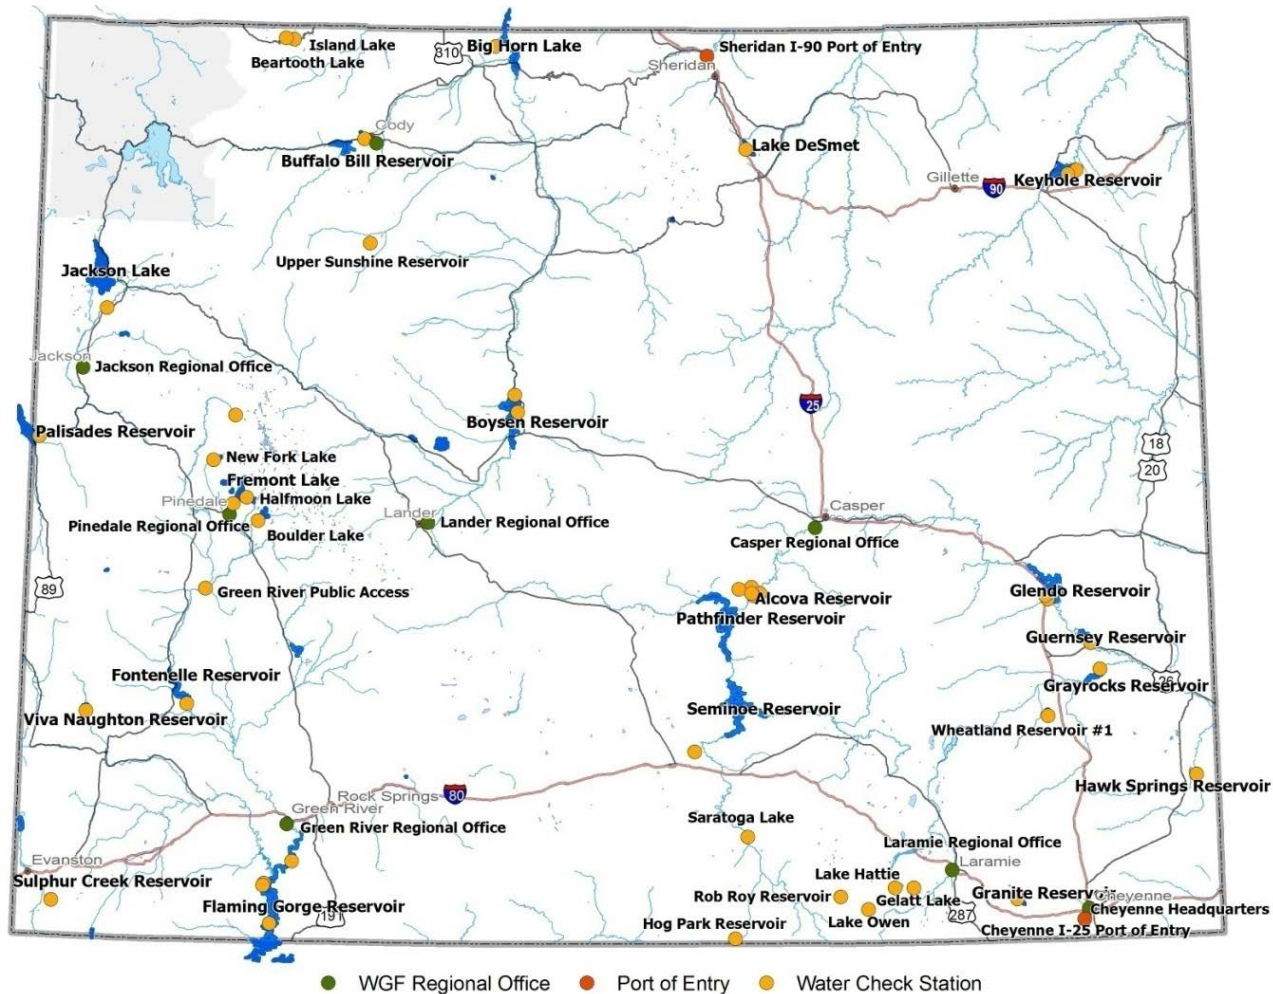 Island Lake
Beartooth Lake
310
Big Horn Lake
Sheridan I-90 Port of Entry
Sheridan
Cody
Buffalo Bill Reservoir
Lake DeSmet
Gillette
90
Keyhole Reservoir
Upper Sunshine Reservoir
Jackson Lake
Jackson
Jackson Regional Office
25
Palisades Reservoir
Boysen Reservoir
18
20
New Fork Lake
Fremont Lake
Halfmoon Lake
Pinedale
Pinedale Regional Office
Boulder Lake
Lander
Lander Regional Office
Casper
Casper Regional Office
89
Green River Public Access
Alcova Reservoir
Pathfinder Reservoir
Glendo Reservoir
Guernsey Reservoir
26
Grayrocks Reservoir
Fontenelle Reservoir
Viva Naughton Reservoir
Seminoe Reservoir
Wheatland Reservoir #1
Hawk Springs Reservoir
Rock Springs
80
Green River
Green River Regional Office
Saratoga Lake
Laramie Regional Office
Laramie
Evanston
Sulphur Creek Reservoir
Lake Hattie
Rob Roy Reservoir
Gelatt Lake
Granite Reservoir
Cheyenne
Cheyenne Headquarters
Flaming Gorge Reservoir
191
Lake Owen
287
Hog Park Reservoir
Cheyenne I-25 Port of Entry
WGF Regional Office
Port of Entry
Water Check Station